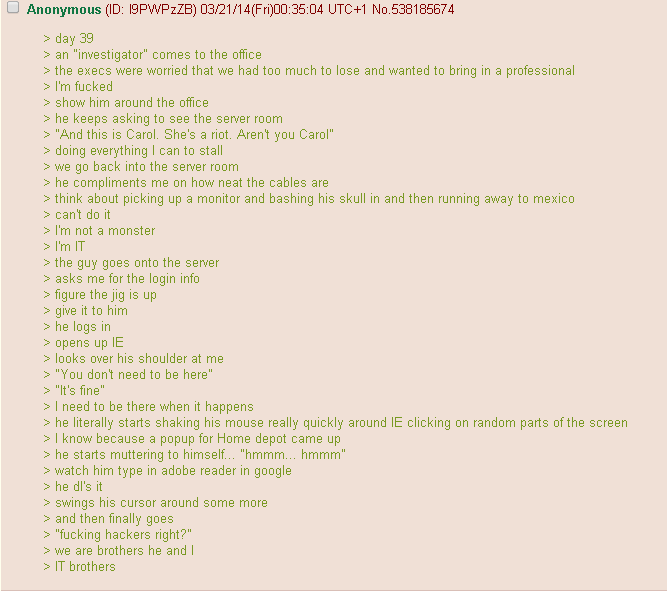 Anonymous (ID: I9PWPzZB) 03/21/14(Fri)00:35:04 UTC+1 No.538185674
> day 39
> an "investigator" comes to the office
> the execs were worried that we had too much to lose and wanted to bring in a professional
> I'm fucked
> show him around the office
> he keeps asking to see the server room
> "And this is Carol. She's a riot. Aren't you Carol"
> doing everything I can to stall
> we go back into the server room
> he compliments me on how neat the cables are
> think about picking up a monitor and bashing his skull in and then running away to mexico
> can't do it
> I'm not a monster
> I'm IT
> the guy goes onto the server
> asks me for the login info
> figure the jig is up
> give it to him
> he logs in
> opens up IE
> looks over his shoulder at me
> "You don't need to be here"
> "It's fine"
> I need to be there when it happens
> he literally starts shaking his mouse really quickly around IE clicking on random parts of the screen
> I know because a popup for Home depot came up
> he starts muttering to himself... "hmmm... hmmm"
> watch him type in adobe reader in google
> he dl's it
> swings his cursor around some more
> and then finally goes
> "fucking hackers right?"
> we are brothers he and I
> IT brothers